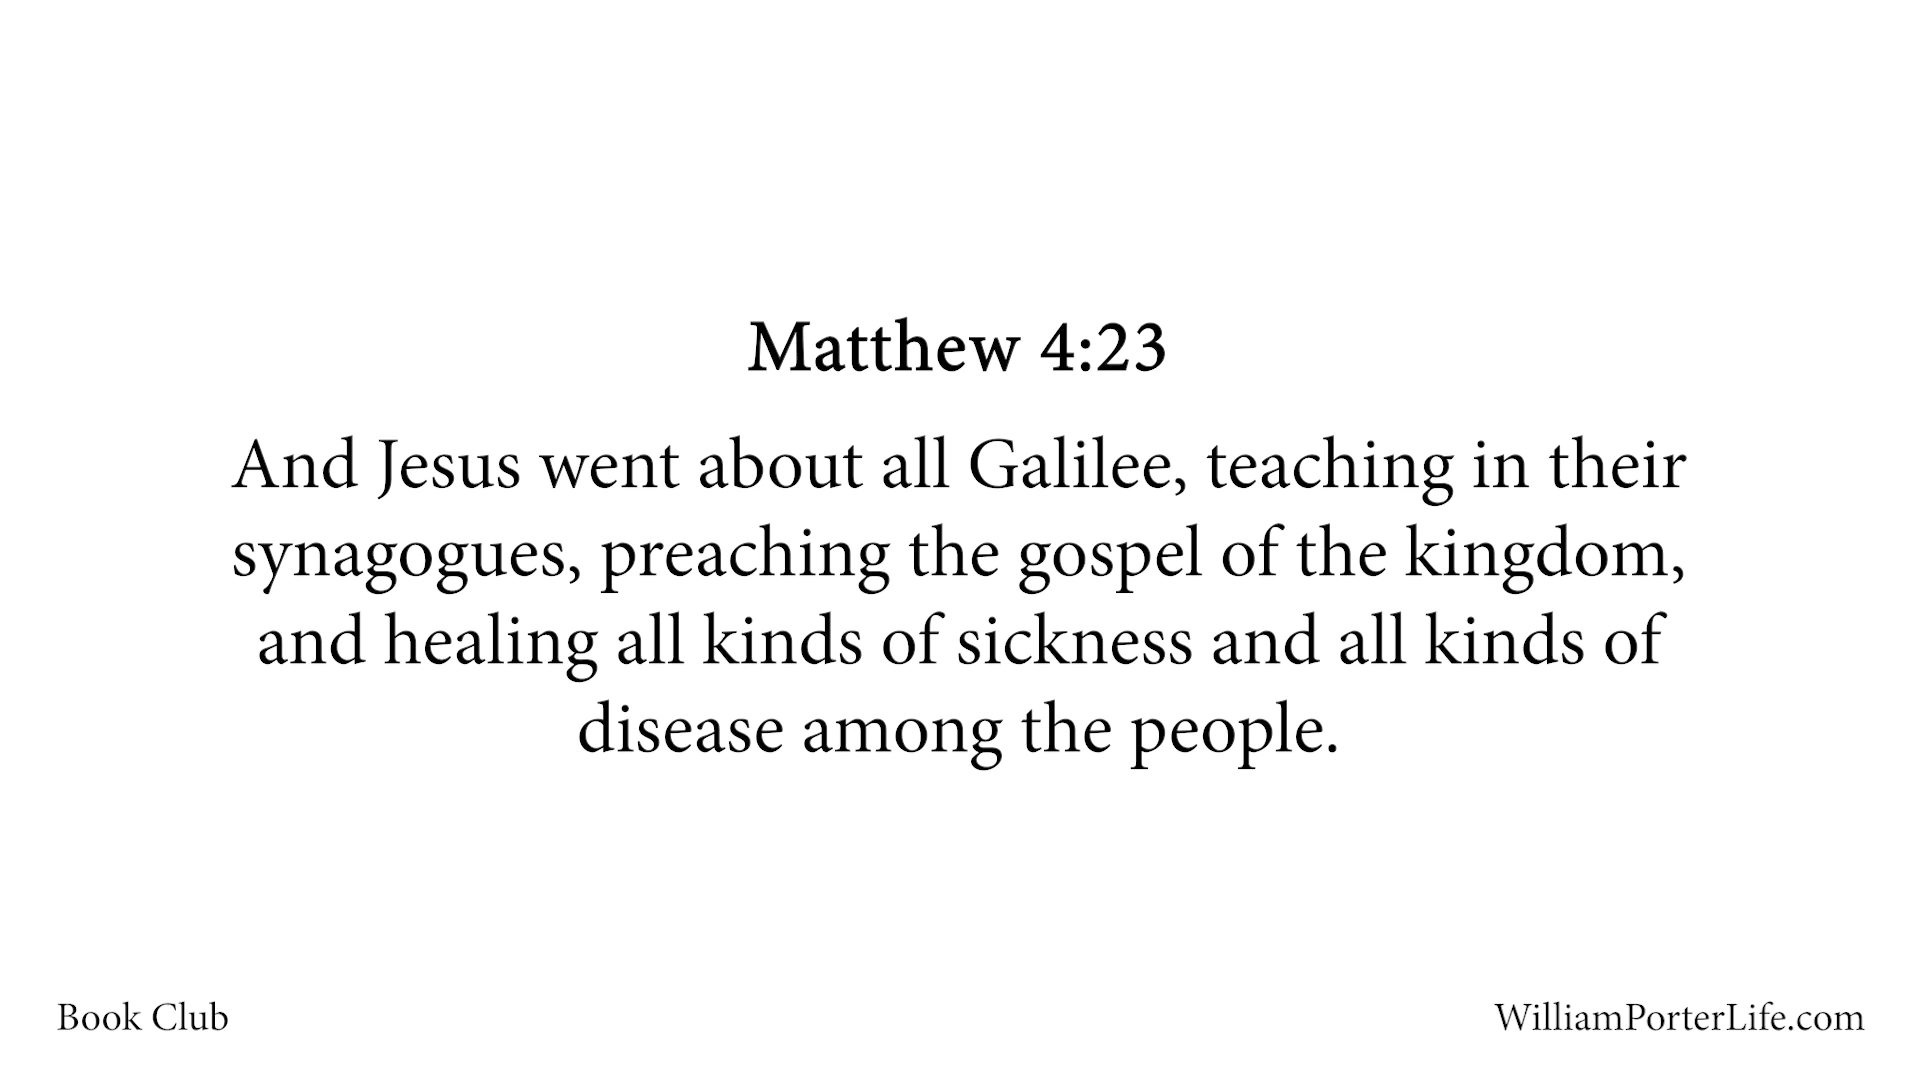 Matthew 4:23
And Jesus went about all Galilee, teaching in their
synagogues, preaching the gospel of the kingdom,
and healing all kinds of sickness and all kinds of
disease among the people.
Book Club
WilliamPorterLife.com